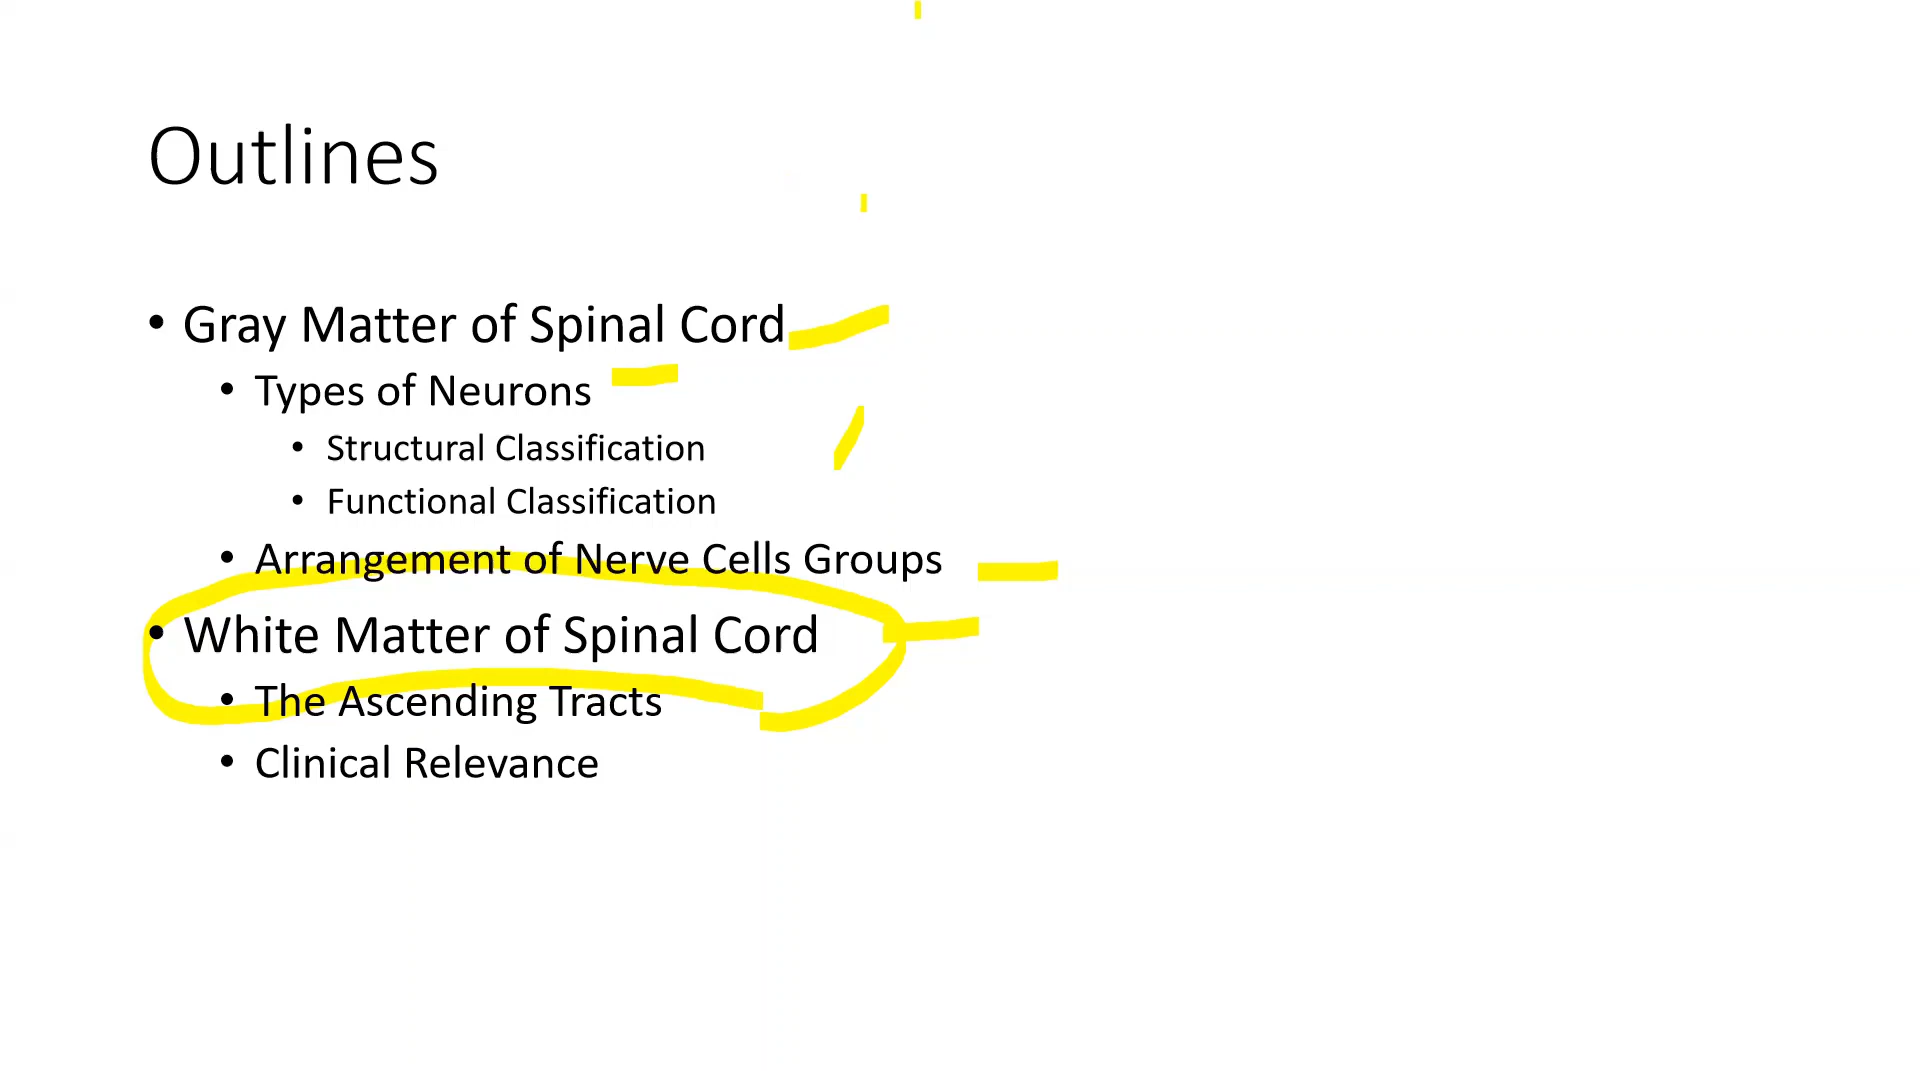 Outlines
• Gray Matter of Spinal Cord
• Types of Neurons
• Structural Classification
• Functional Classification
• Arrangement of Nerve Cells Groups
• White Matter of Spinal Cord
• The Ascending Tracts
• Clinical Relevance